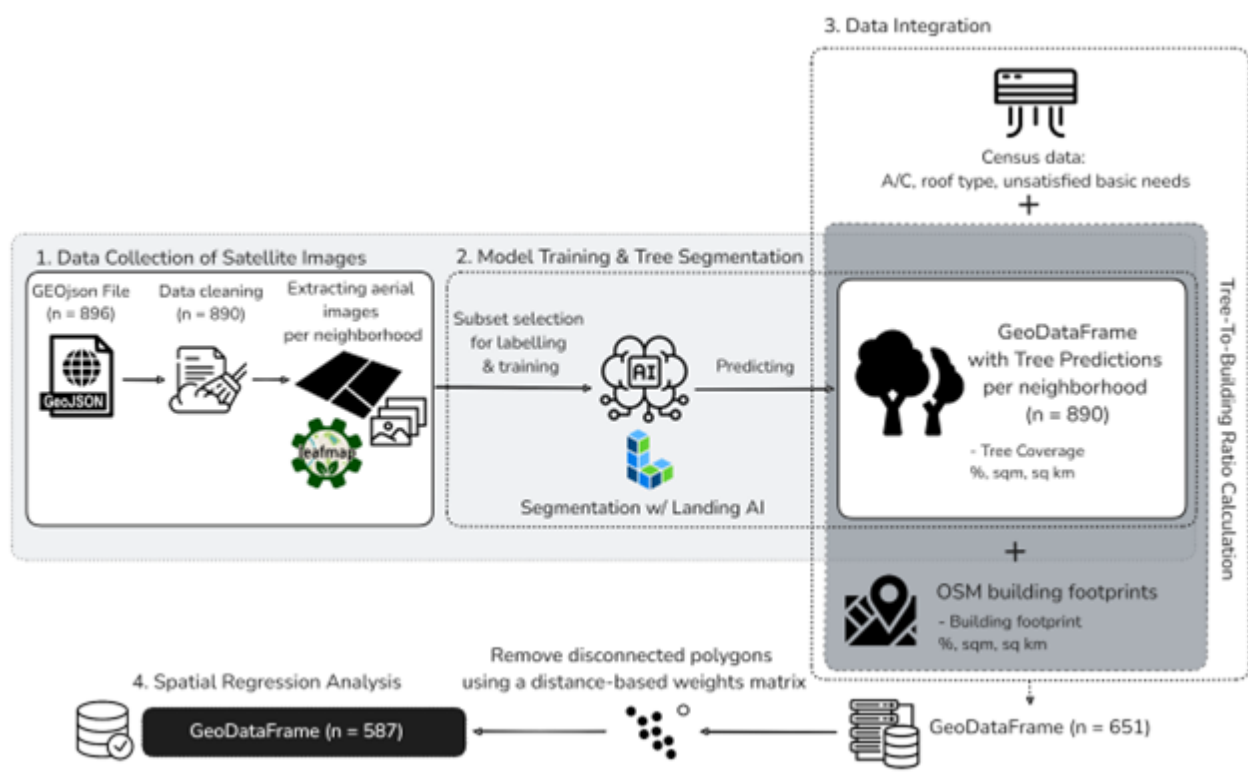 3. Data Integration
Census data:
A/C, roof type, unsatisfied basic needs
+
1. Data Collection of Satellite Images
GEOjson File
(n = 896)
GeoJSON
Data cleaning
(n = 890)
Extracting aerial
images
per neighborhood
leafmap
2. Model Training & Tree Segmentation
Subset selection
for labelling
& training
AI
Predicting
Segmentation w/ Landing AI
GeoDataFrame
with Tree Predictions
per neighborhood
(n = 890)
- Tree Coverage
%, sqm, sq km
Tree-To-Building Ratio Calculation
+
OSM building footprints
- Building footprint
%, sqm, sq km
GeoDataFrame (n = 651)
Remove disconnected polygons
using a distance-based weights matrix
4. Spatial Regression Analysis
GeoDataFrame (n = 587)